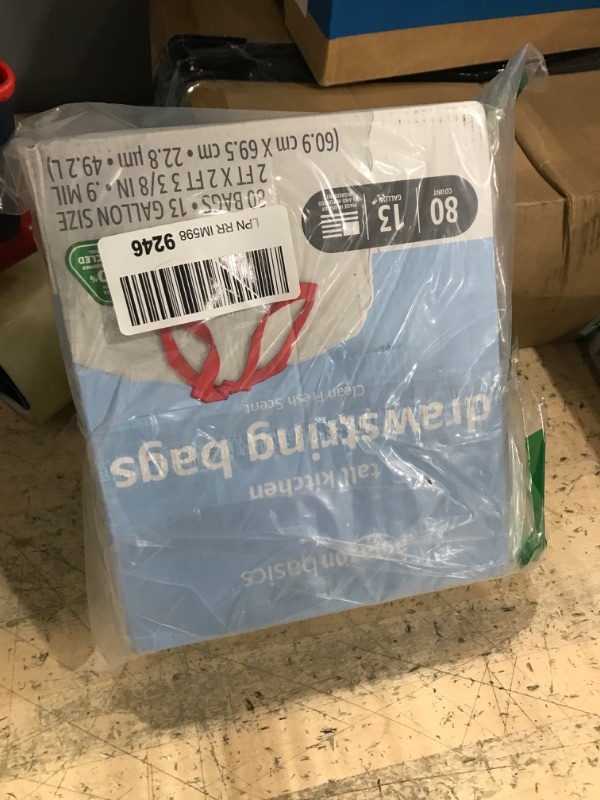 amazon basics
tall kitchen
drawstring bags
Clean Fresh Scent
80
COUNT
13
GALLON
80 BAGS • 13 GALLON SIZE
2 FT X 2 FT 3 3/8 IN • .9 MIL
(60.9 cm X 69.5 cm • 22.8 µm • 49.2 L)
LPN RR IM598 9246